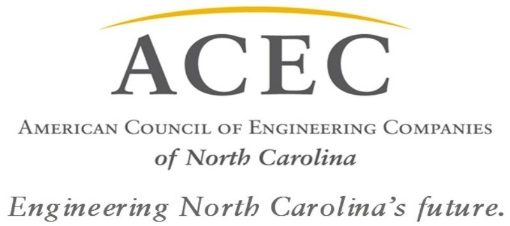 ACEC
American Council of Engineering Companies
of North Carolina
Engineering North Carolina's future.